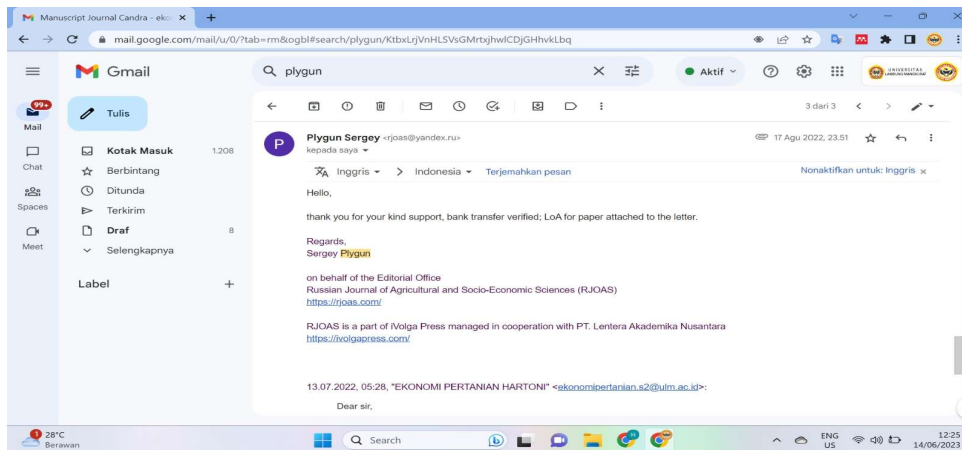 Manuscript Journal Candra - eko
mail.google.com/mail/u/0/?tab=rm&ogbl#search/plygun/KtbxLrjVnHLSVsGMrtxjhwlCDjGHhvkLbq
Gmail
plygun
Aktif
UNIVERSITAS
LAMBUNG MANGKURAT
99+
Mail
Chat
Spaces
Meet
Tulis
Kotak Masuk 1.208
Berbintang
Ditunda
Terkirim
Draf 8
Selengkapnya
Label
3 dari 3
P
Plygun Sergey <rjoas@yandex.ru>
17 Agu 2022, 23.51
kepada saya
Inggris > Indonesia Terjemahkan pesan
Nonaktifkan untuk: Inggris x
Hello,
thank you for your kind support, bank transfer verified; LoA for paper attached to the letter.
Regards,
Sergey Plygun
on behalf of the Editorial Office
Russian Journal of Agricultural and Socio-Economic Sciences (RJOAS)
https://rjoas.com/
RJOAS is a part of iVolga Press managed in cooperation with PT. Lentera Akademika Nusantara
https://ivolgapress.com/
13.07.2022, 05:28, "EKONOMI PERTANIAN HARTONI" <ekonomipertanian.s2@ulm.ac.id>:
Dear sir,
1
28°C
Berawan
Search
ENG
US
12:25
14/06/2023